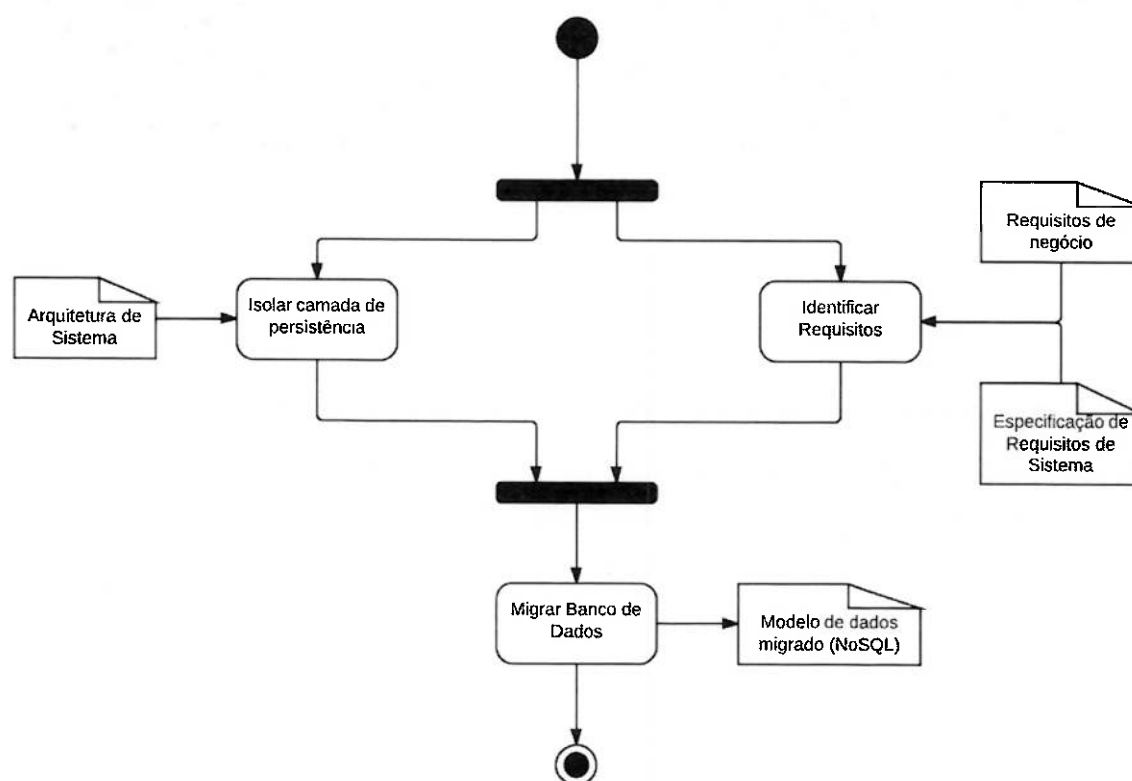 Requisitos de
negócio
Arquitetura de
Sistema
Isolar camada de
persistência
Identificar
Requisitos
Especificação de
Requisitos de
Sistema
Migrar Banco de
Dados
Modelo de dados
migrado (NoSQL)